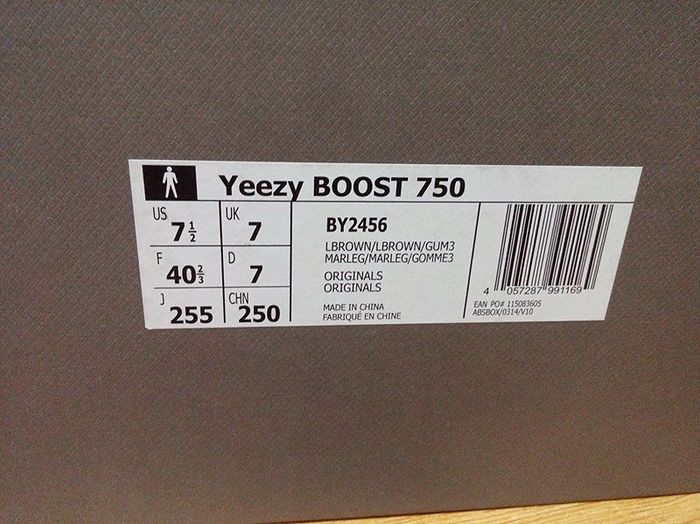 Yeezy BOOST 750
US
7 1/2
UK
7
F
40 2/3
D
7
J
255
CHN
250
BY2456
LBROWN/LBROWN/GUM3
MARLEG/MARLEG/GOMME3
ORIGINALS
ORIGINALS
MADE IN CHINA
FABRIQUÉ EN CHINE
4 057287 991169
EAN PO# 115083605
ABSBOX/0314/V10